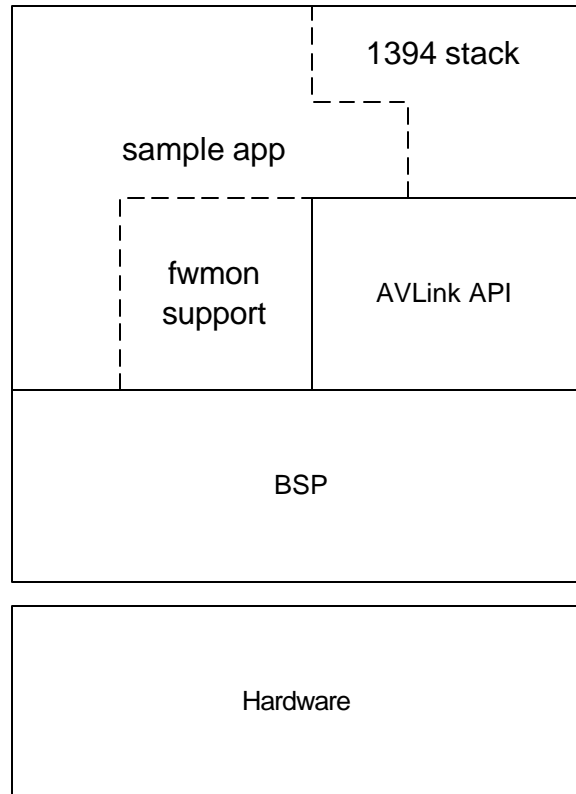 1394 stack
sample app
fwmon
support
AVLink API
BSP
Hardware